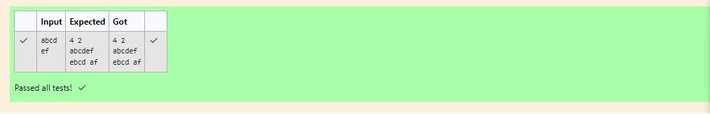 Input Expected Got
abcd 4 2 4 2
ef abcdef abcdef
ebcd af ebcd af
Passed all tests!